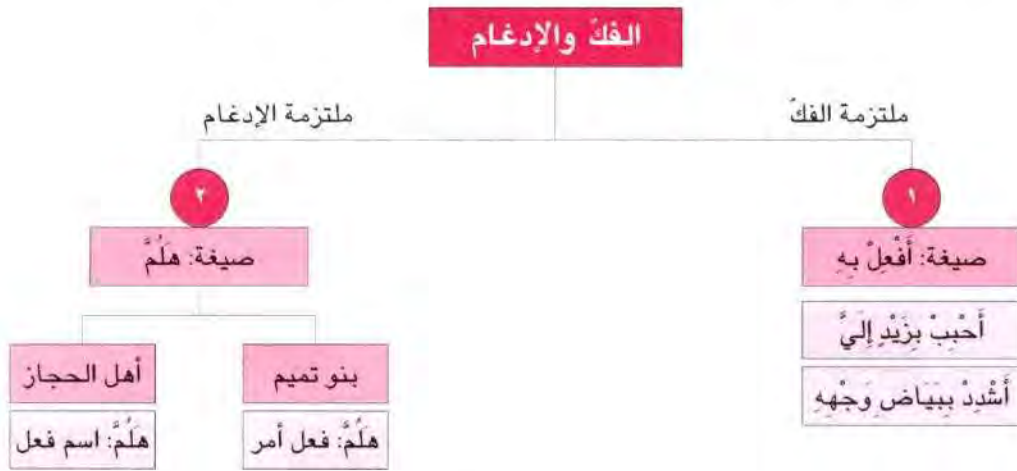 الفكّ والإدغام
ملتزمة الفكّ
ملتزمة الإدغام
١
٢
صيغة: أَفْعِلْ بِهِ
صيغة: هَلُمَّ
أَحْبِبْ بِزَيْدٍ إِلَيَّ
أَشْدِدْ بِبَيَاضِ وَجْهِهِ
بنو تميم
أهل الحجاز
هَلُمَّ: فعل أمر
هَلُمَّ: اسم فعل